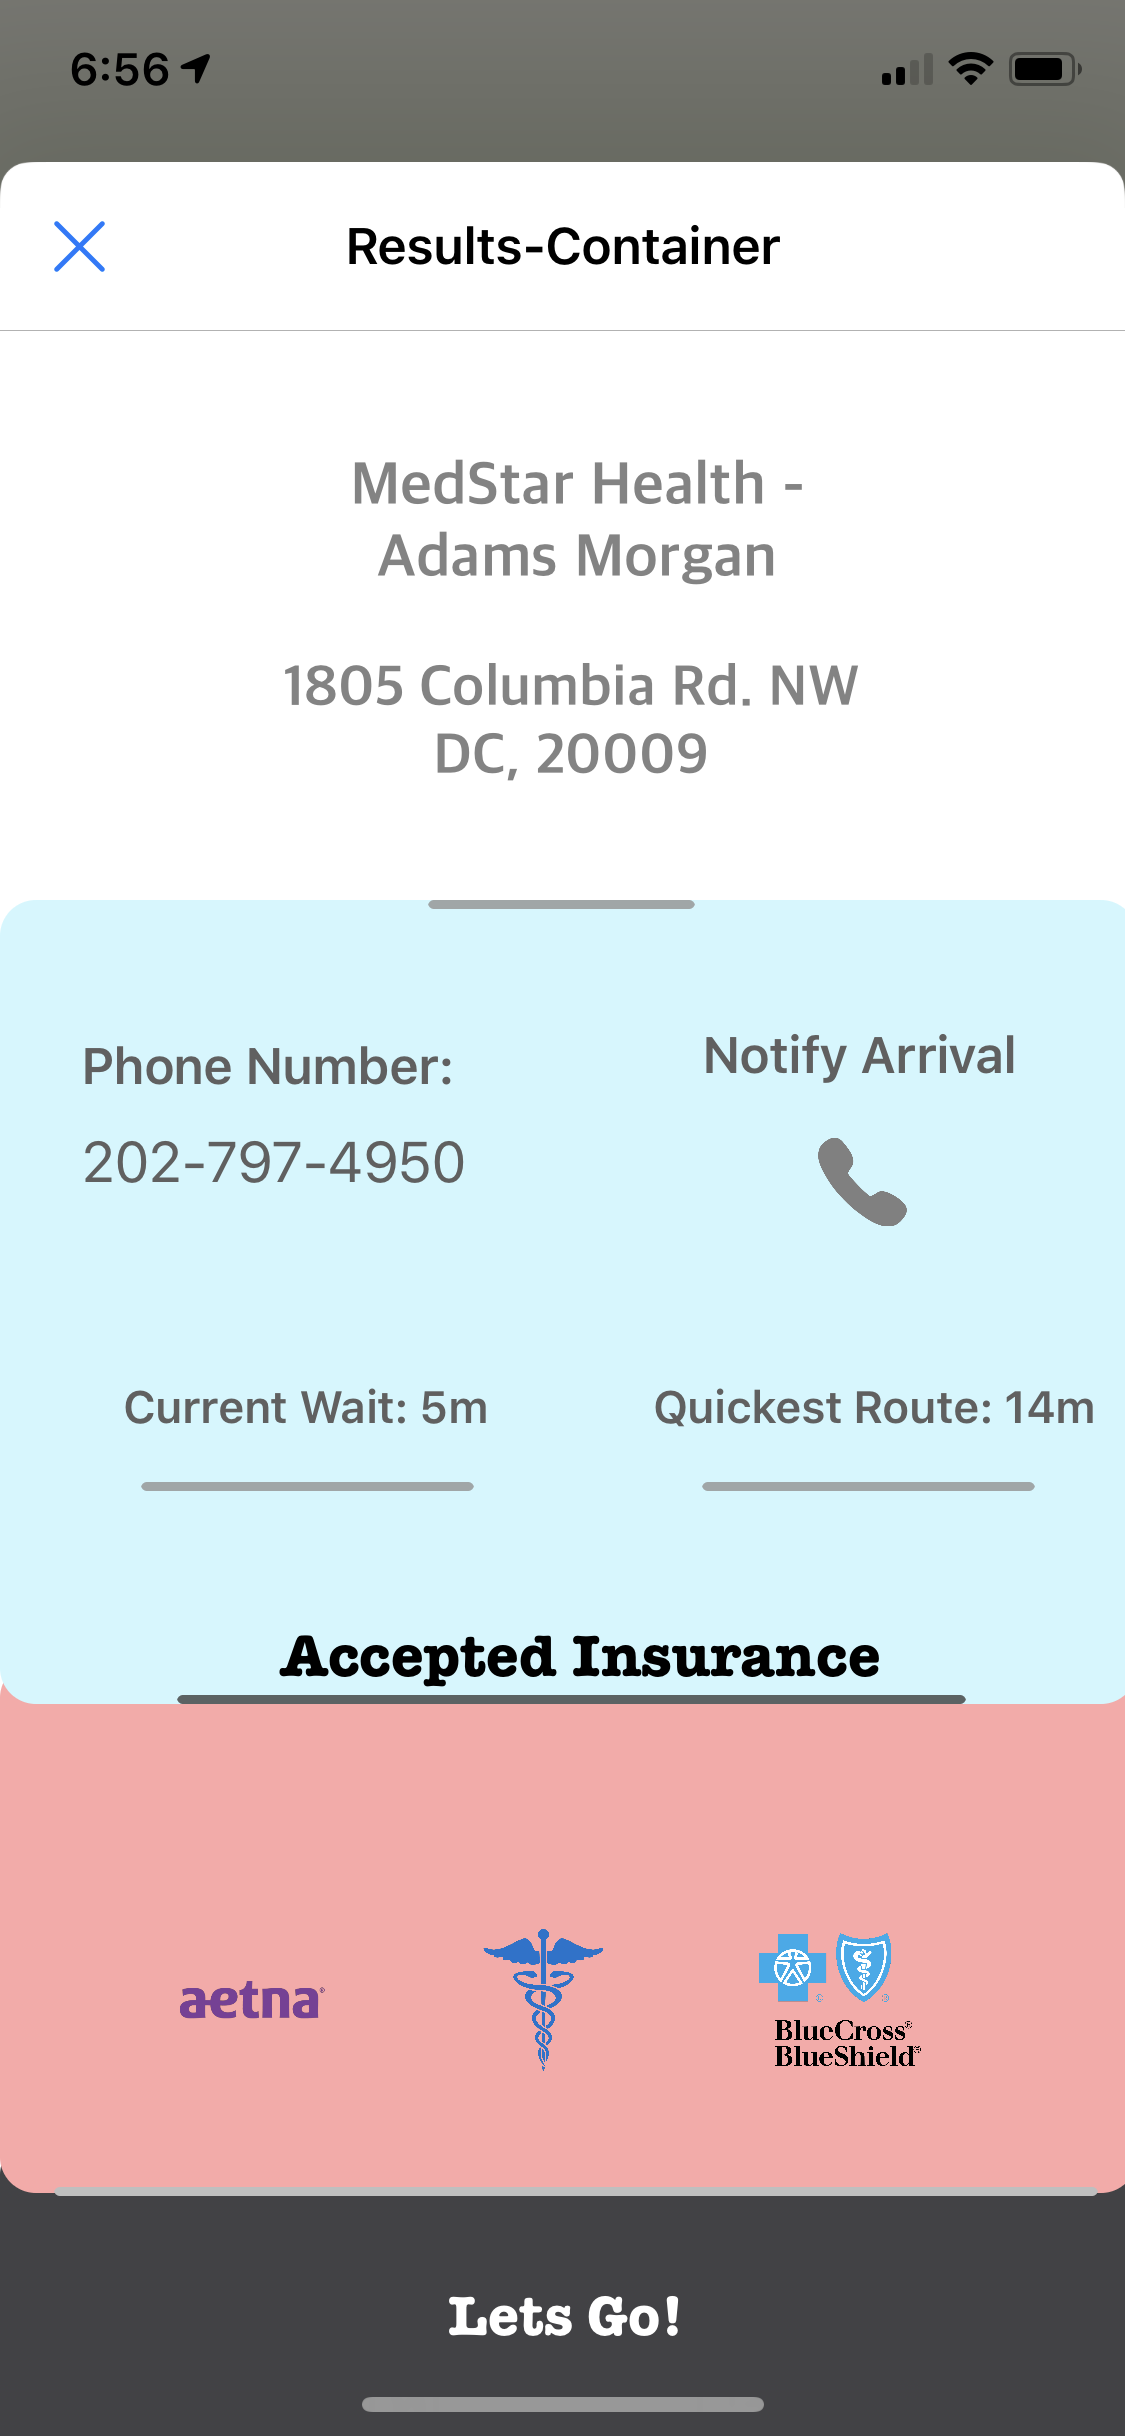 6:56
Results-Container
MedStar Health -
Adams Morgan
1805 Columbia Rd. NW
DC, 20009
Phone Number:
Notify Arrival
202-797-4950
Current Wait: 5m
Quickest Route: 14m
Accepted Insurance
aetna®
BlueCross®
BlueShield®
Lets Go!